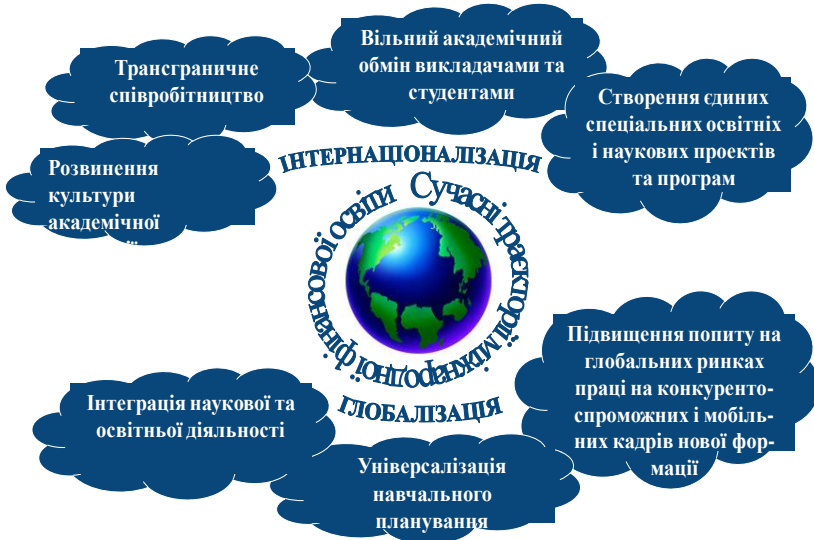 Трансграничне
співробітництво
Вільний академічний
обмін викладачами та
студентами
Створення єдиних
спеціальних освітніх
і наукових проектів
та програм
Розвинення
культури
академічної
ІНТЕРНАЦІОНАЛІЗАЦІЯ
Сучасні траєкторії міжнародної фінансової освіти
ГЛОБАЛІЗАЦІЯ
Інтеграція наукової та
освітньої діяльності
Універсалізація
навчального
планування
Підвищення попиту на
глобальних ринках
праці на конкуренто-
спроможних і мобіль-
них кадрів нової фор-
мації